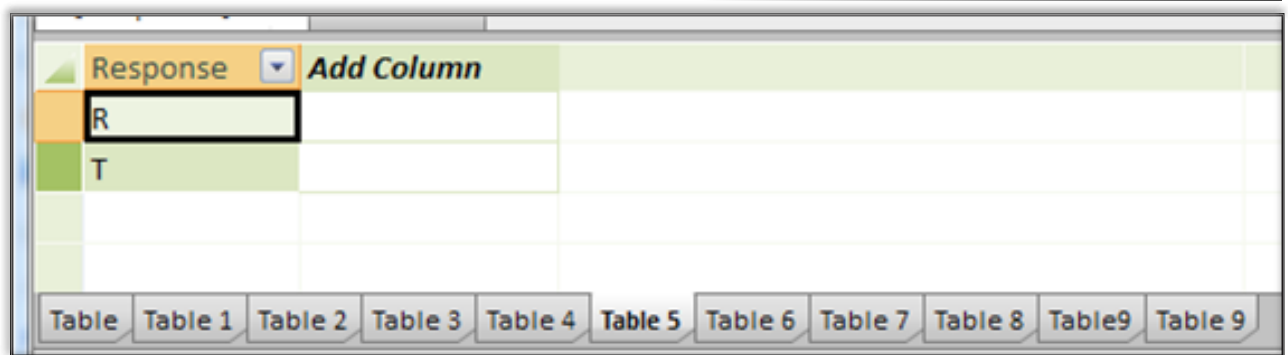 Response Add Column
R
T
Table Table 1 Table 2 Table 3 Table 4 Table 5 Table 6 Table 7 Table 8 Table9 Table 9